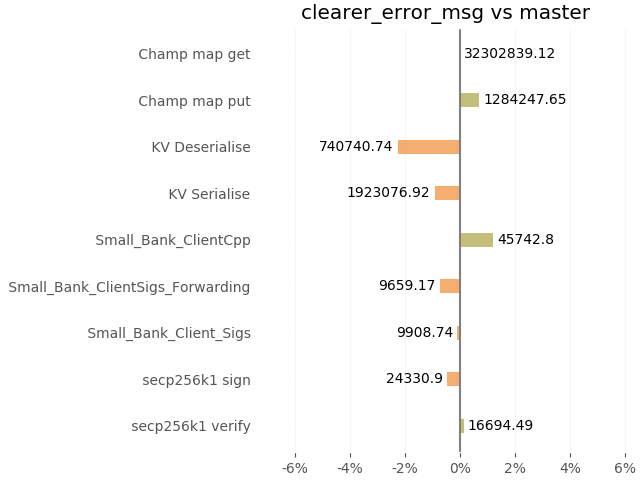 clearer_error_msg vs master
Champ map get 32302839.12
Champ map put 1284247.65
KV Deserialise 740740.74
KV Serialise 1923076.92
Small_Bank_ClientCpp 45742.8
Small_Bank_ClientSigs_Forwarding 9659.17
Small_Bank_Client_Sigs 9908.74
secp256k1 sign 24330.9
secp256k1 verify 16694.49
-6% -4% -2% 0% 2% 4% 6%